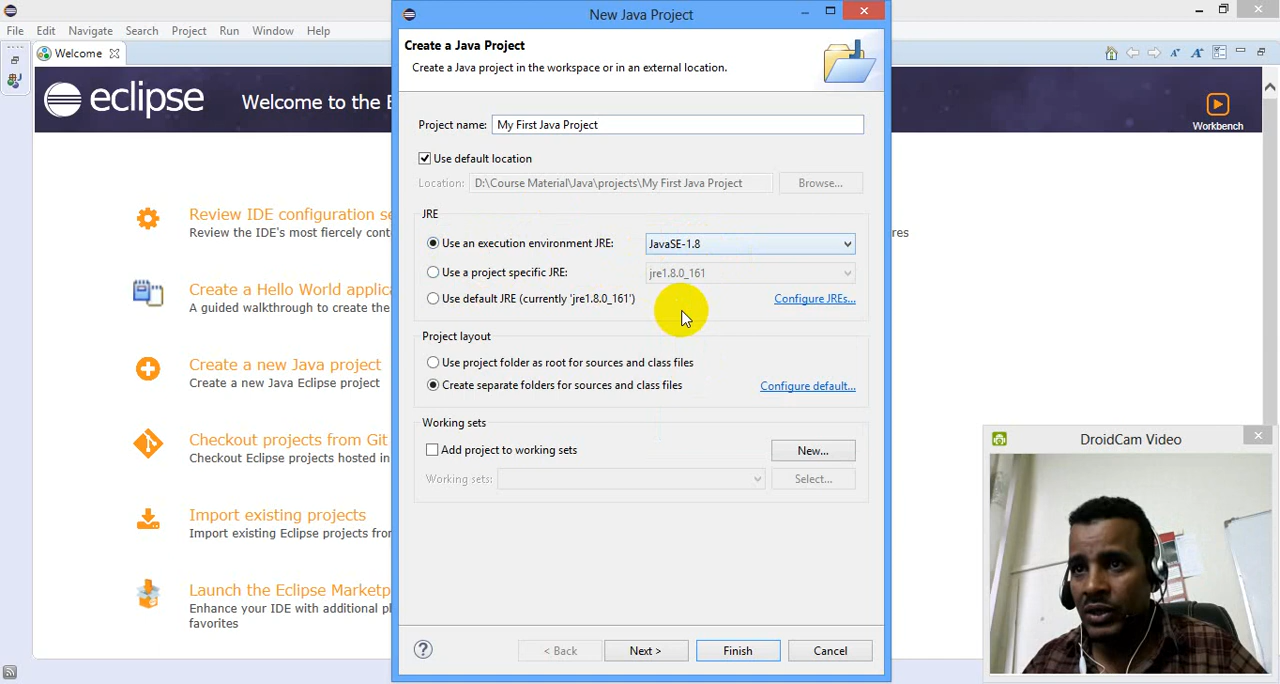 New Java Project
File Edit Navigate Search Project Run Window Help
Welcome
eclipse
Welcome to the E
Workbench
Create a Java Project
Create a Java project in the workspace or in an external location.
Project name: My First Java Project
Use default location
Location: D:\Course Material\Java\projects\My First Java Project Browse...
JRE
Use an execution environment JRE: JavaSE-1.8
Use a project specific JRE: jre1.8.0_161
Use default JRE (currently 'jre1.8.0_161') Configure JREs...
Project layout
Use project folder as root for sources and class files
Create separate folders for sources and class files Configure default...
Working sets
Add project to working sets New...
Working sets: Select...
< Back Next > Finish Cancel
Review IDE configuration se
Review the IDE's most fiercely cont
res
Create a Hello World applica
A guided walkthrough to create the
Create a new Java project
Create a new Java Eclipse project
Checkout projects from Git
Checkout Eclipse projects hosted in
Import existing projects
Import existing Eclipse projects fro
Launch the Eclipse Marketp
Enhance your IDE with additional pl
favorites
DroidCam Video